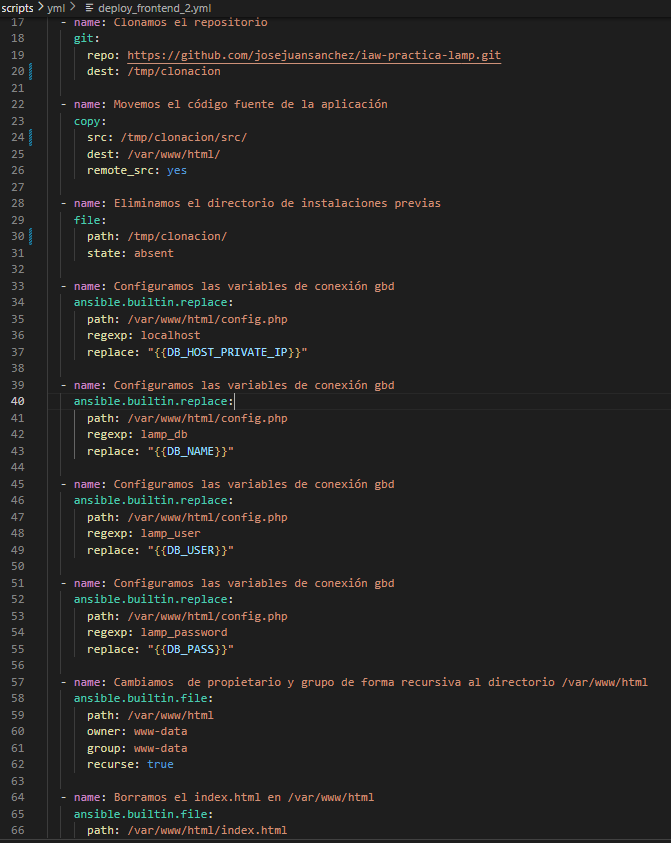 scripts > yml > deploy_frontend_2.yml
17 - name: Clonamos el repositorio
18 git:
19 repo: https://github.com/josejuansanchez/iaw-practica-lamp.git
20 dest: /tmp/clonacion
21
22 - name: Movemos el código fuente de la aplicación
23 copy:
24 src: /tmp/clonacion/src/
25 dest: /var/www/html/
26 remote_src: yes
27
28 - name: Eliminamos el directorio de instalaciones previas
29 file:
30 path: /tmp/clonacion/
31 state: absent
32
33 - name: Configuramos las variables de conexión gbd
34 ansible.builtin.replace:
35 path: /var/www/html/config.php
36 regexp: localhost
37 replace: "{{DB_HOST_PRIVATE_IP}}"
38
39 - name: Configuramos las variables de conexión gbd
40 ansible.builtin.replace:
41 path: /var/www/html/config.php
42 regexp: lamp_db
43 replace: "{{DB_NAME}}"
44
45 - name: Configuramos las variables de conexión gbd
46 ansible.builtin.replace:
47 path: /var/www/html/config.php
48 regexp: lamp_user
49 replace: "{{DB_USER}}"
50
51 - name: Configuramos las variables de conexión gbd
52 ansible.builtin.replace:
53 path: /var/www/html/config.php
54 regexp: lamp_password
55 replace: "{{DB_PASS}}"
56
57 - name: Cambiamos  de propietario y grupo de forma recursiva al directorio /var/www/html
58 ansible.builtin.file:
59 path: /var/www/html
60 owner: www-data
61 group: www-data
62 recurse: true
63
64 - name: Borramos el index.html en /var/www/html
65 ansible.builtin.file:
66 path: /var/www/html/index.html